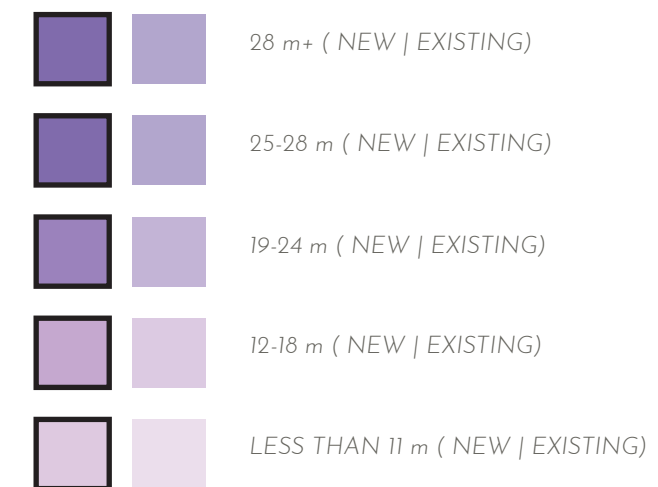 28 m+ ( NEW | EXISTING)
25-28 m ( NEW | EXISTING)
19-24 m ( NEW | EXISTING)
12-18 m ( NEW | EXISTING)
LESS THAN 11 m ( NEW | EXISTING)